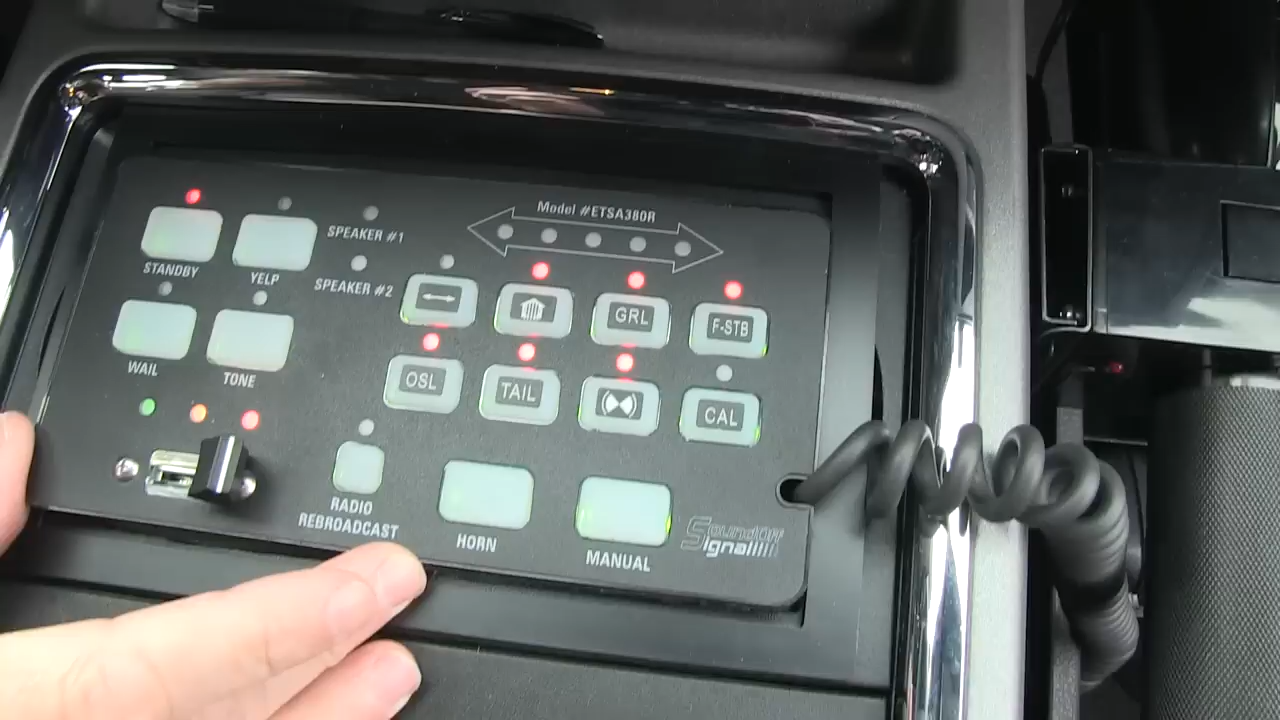 Model #ETSA380R
SPEAKER #1
STANDBY
YELP
SPEAKER #2
GRL
F-STB
WAIL
TONE
OSL
TAIL
CAL
RADIO
REBROADCAST
HORN
MANUAL
SoundOff
Signal